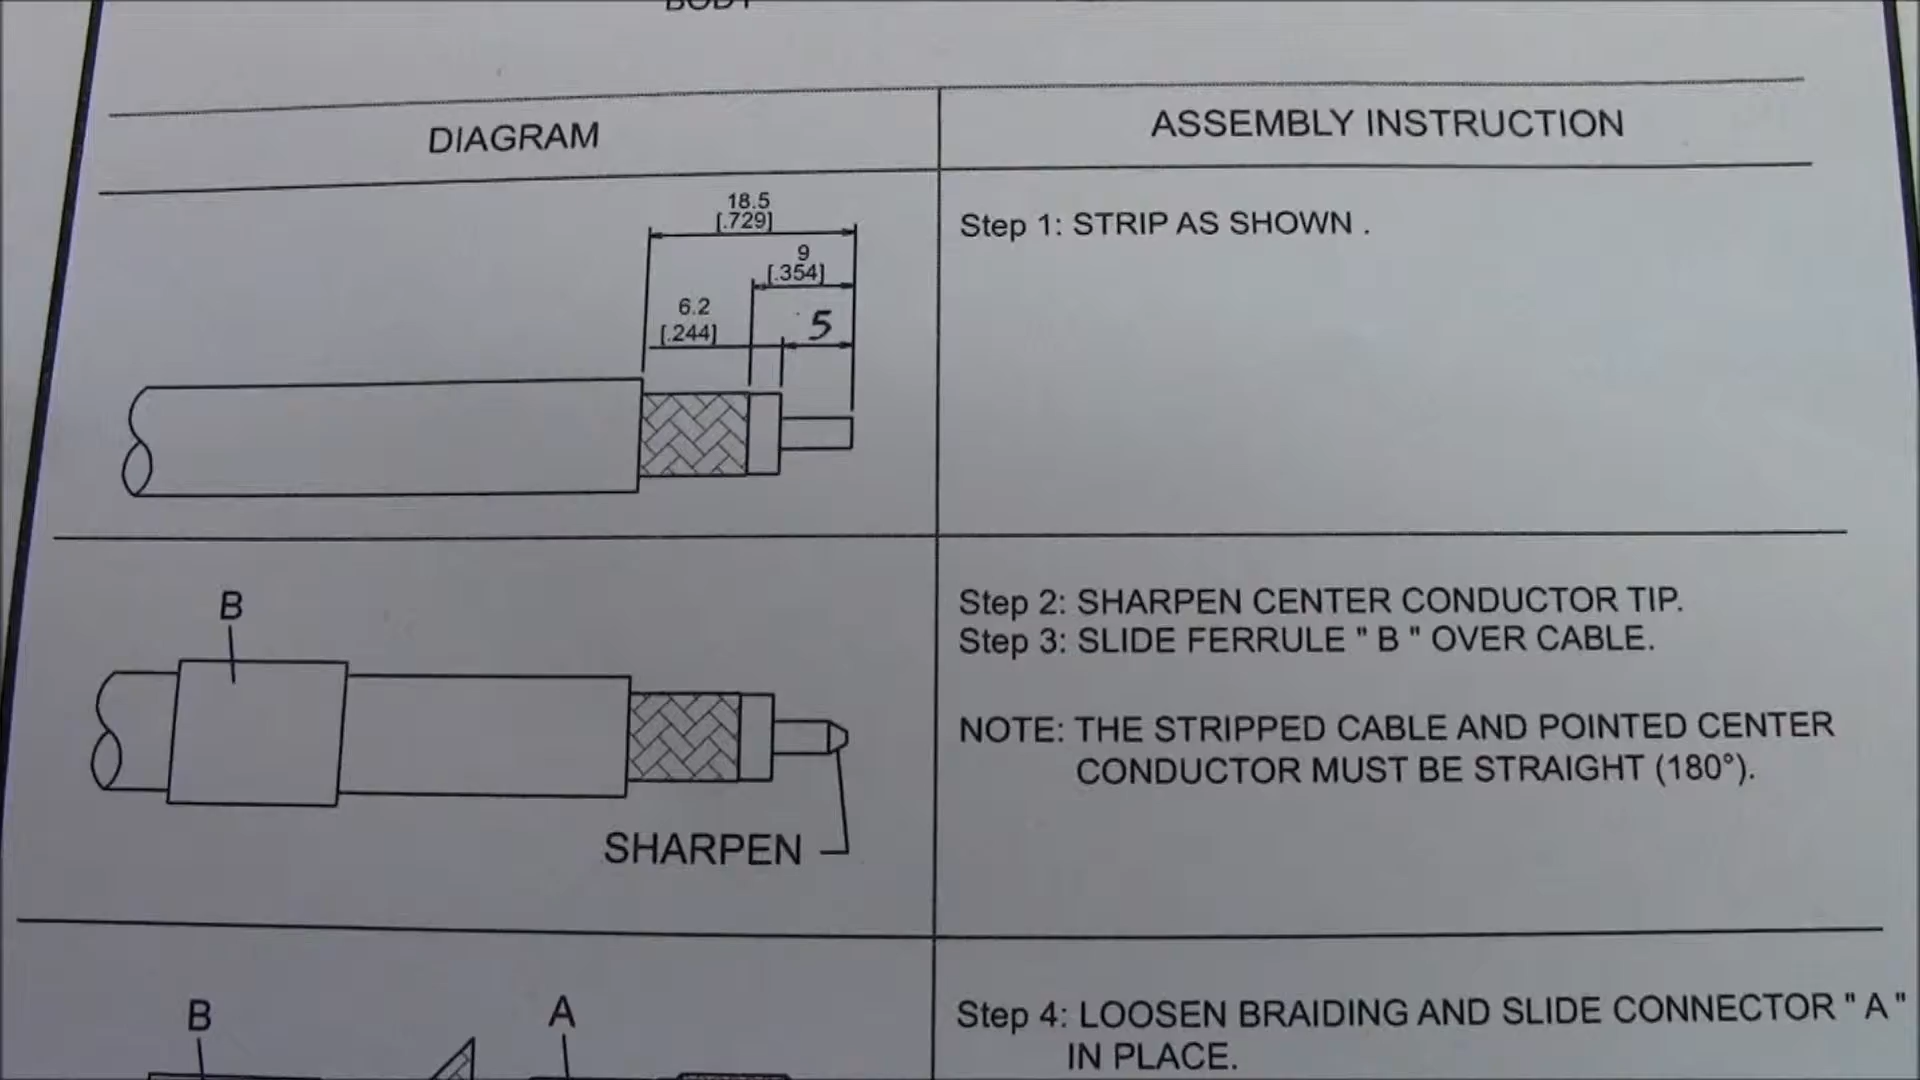 BODY
DIAGRAM
ASSEMBLY INSTRUCTION
18.5
[.729]
9
[.354]
6.2
[.244]
5
Step 1: STRIP AS SHOWN .
B
SHARPEN
Step 2: SHARPEN CENTER CONDUCTOR TIP.
Step 3: SLIDE FERRULE " B " OVER CABLE.
NOTE: THE STRIPPED CABLE AND POINTED CENTER
CONDUCTOR MUST BE STRAIGHT (180°).
B
A
Step 4: LOOSEN BRAIDING AND SLIDE CONNECTOR " A "
IN PLACE.